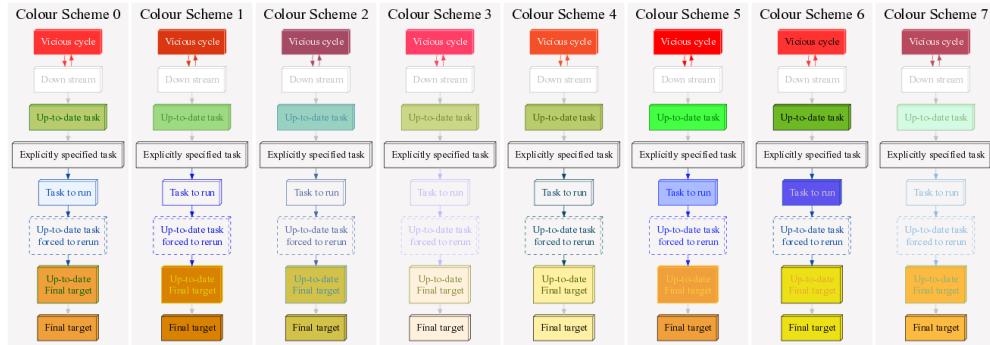 Colour Scheme 0
Vicious cycle
Down stream
Up-to-date task
Explicitly specified task
Task to run
Up-to-date task
forced to rerun
Up-to-date
Final target
Final target
Colour Scheme 1
Vicious cycle
Down stream
Up-to-date task
Explicitly specified task
Task to run
Up-to-date task
forced to rerun
Up-to-date
Final target
Final target
Colour Scheme 2
Vicious cycle
Down stream
Up-to-date task
Explicitly specified task
Task to run
Up-to-date task
forced to rerun
Up-to-date
Final target
Final target
Colour Scheme 3
Vicious cycle
Down stream
Up-to-date task
Explicitly specified task
Task to run
Up-to-date task
forced to rerun
Up-to-date
Final target
Final target
Colour Scheme 4
Vicious cycle
Down stream
Up-to-date task
Explicitly specified task
Task to run
Up-to-date task
forced to rerun
Up-to-date
Final target
Final target
Colour Scheme 5
Vicious cycle
Down stream
Up-to-date task
Explicitly specified task
Task to run
Up-to-date task
forced to rerun
Up-to-date
Final target
Final target
Colour Scheme 6
Vicious cycle
Down stream
Up-to-date task
Explicitly specified task
Task to run
Up-to-date task
forced to rerun
Up-to-date
Final target
Final target
Colour Scheme 7
Vicious cycle
Down stream
Up-to-date task
Explicitly specified task
Task to run
Up-to-date task
forced to rerun
Up-to-date
Final target
Final target